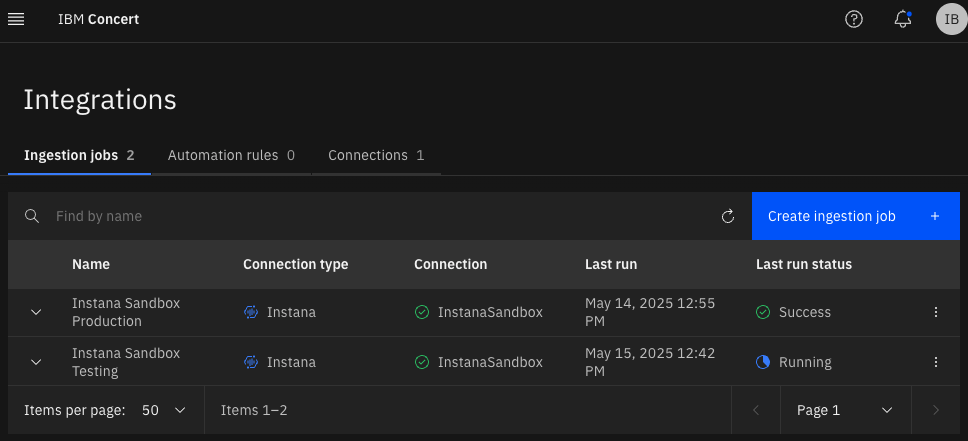 IBM Concert
IB
Integrations
Ingestion jobs 2
Automation rules 0
Connections 1
Find by name
Create ingestion job +
Name Connection type Connection Last run Last run status
Instana Sandbox Production Instana InstanaSandbox May 14, 2025 12:55 PM Success
Instana Sandbox Testing Instana InstanaSandbox May 15, 2025 12:42 PM Running
Items per page: 50 Items 1–2 Page 1